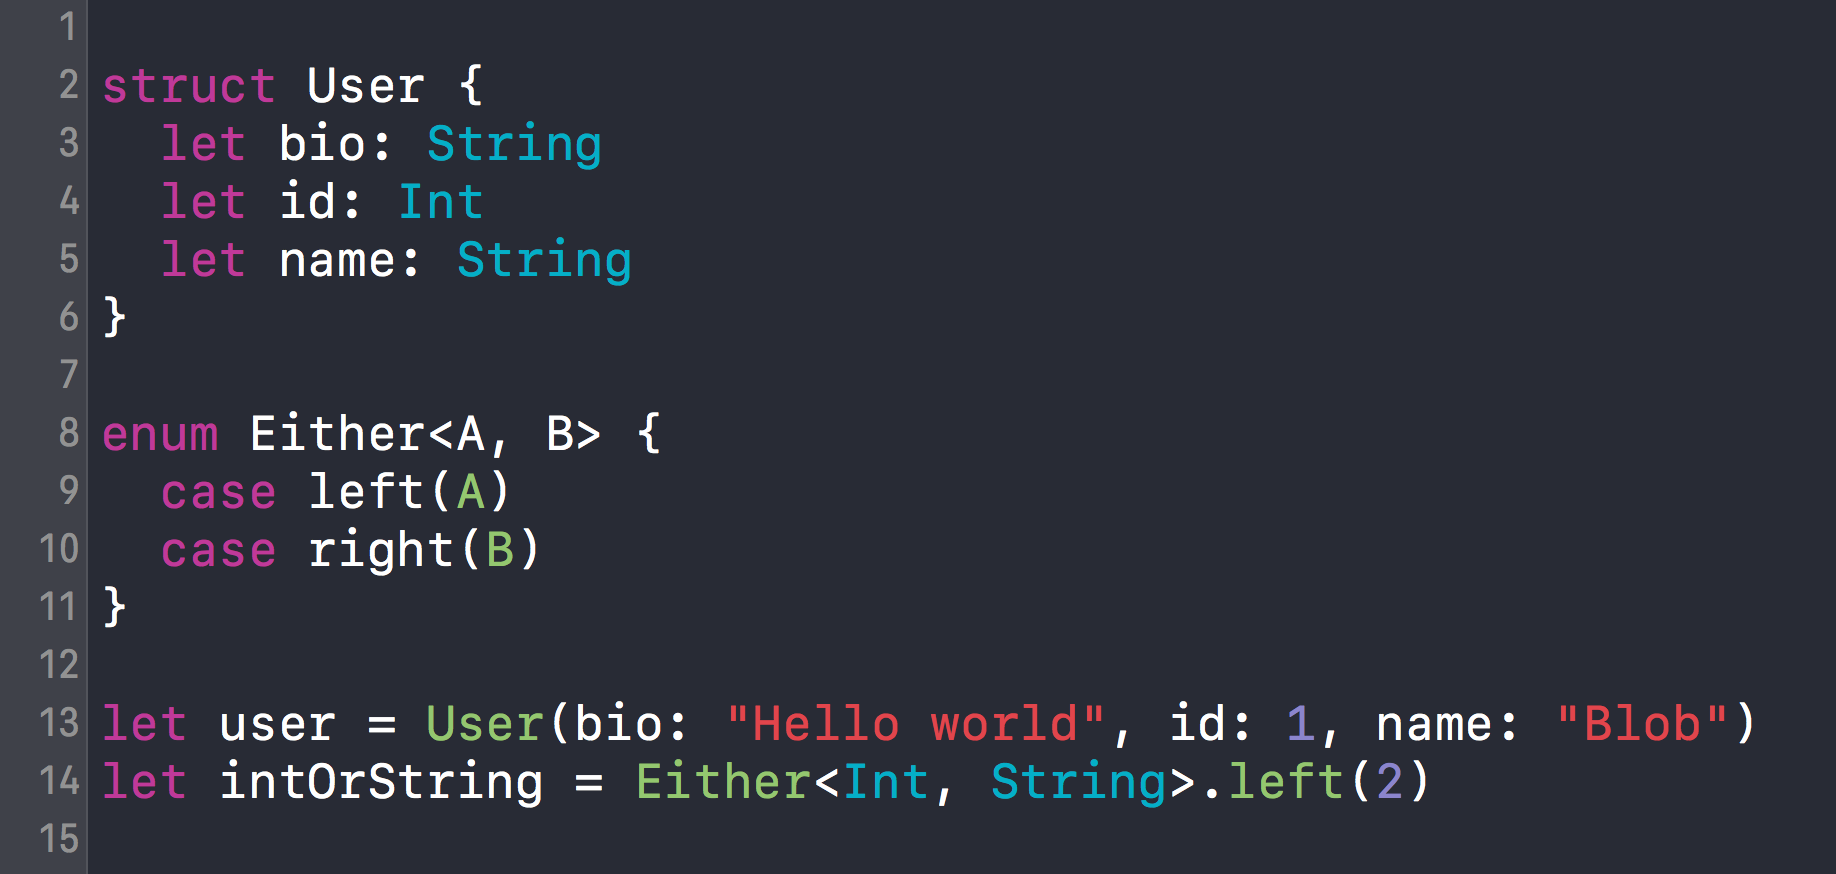 1
2 struct User {
3   let bio: String
4   let id: Int
5   let name: String
6 }
7
8 enum Either<A, B> {
9   case left(A)
10   case right(B)
11 }
12
13 let user = User(bio: "Hello world", id: 1, name: "Blob")
14 let intOrString = Either<Int, String>.left(2)
15